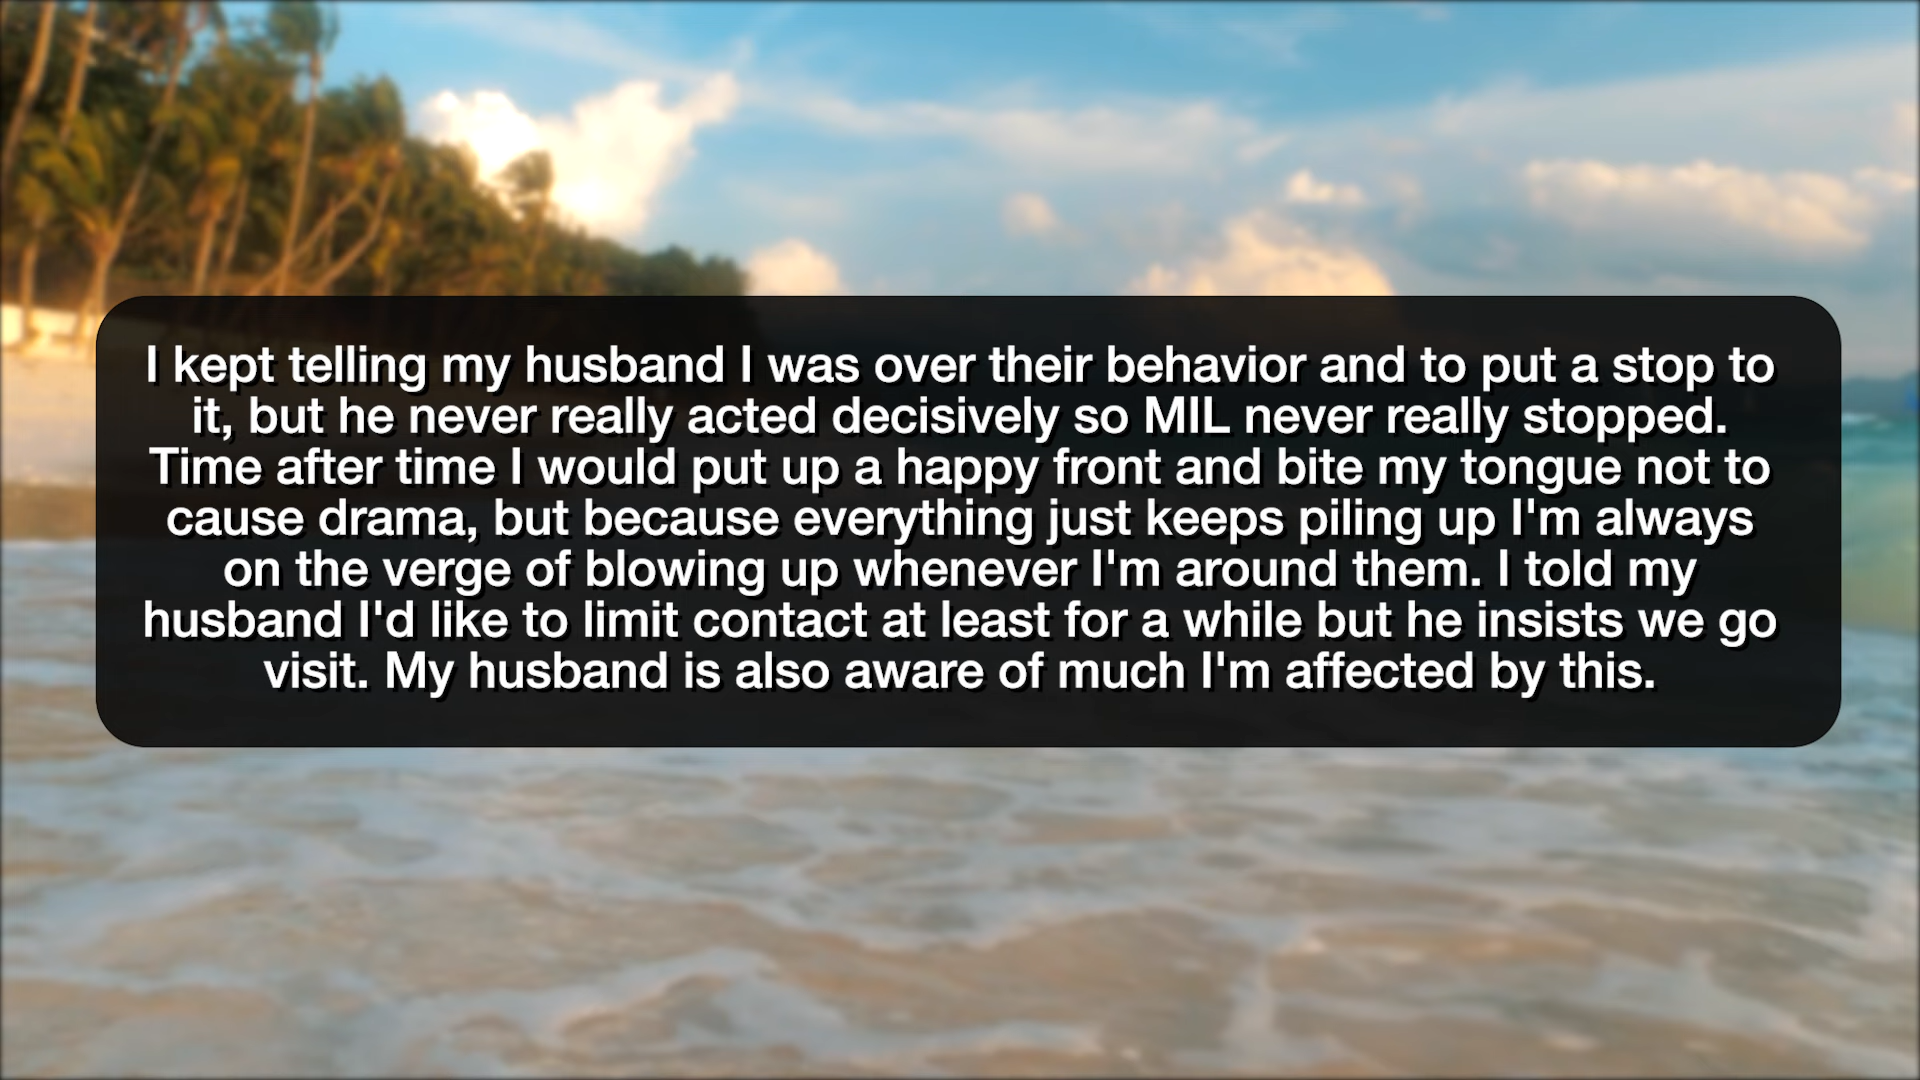 I kept telling my husband I was over their behavior and to put a stop to
it, but he never really acted decisively so MIL never really stopped.
Time after time I would put up a happy front and bite my tongue not to
cause drama, but because everything just keeps piling up I'm always
on the verge of blowing up whenever I'm around them. I told my
husband I'd like to limit contact at least for a while but he insists we go
visit. My husband is also aware of much I'm affected by this.